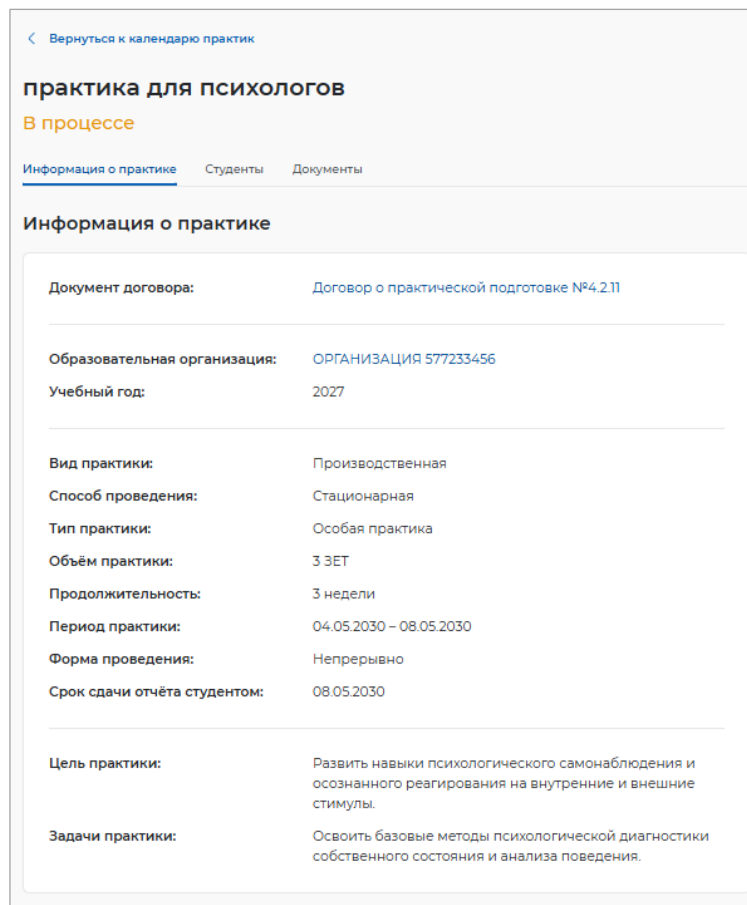 Вернуться к календарю практик
практика для психологов
В процессе
Информация о практике Студенты Документы
Информация о практике
Документ договора: Договор о практической подготовке №4.2.11
Образовательная организация: ОРГАНИЗАЦИЯ 577233456
Учебный год: 2027
Вид практики: Производственная
Способ проведения: Стационарная
Тип практики: Особая практика
Объём практики: 3 ЗЕТ
Продолжительность: 3 недели
Период практики: 04.05.2030 – 08.05.2030
Форма проведения: Непрерывно
Срок сдачи отчёта студентом: 08.05.2030
Цель практики: Развить навыки психологического самонаблюдения и
осознанного реагирования на внутренние и внешние
стимулы.
Задачи практики: Освоить базовые методы психологической диагностики
собственного состояния и анализа поведения.